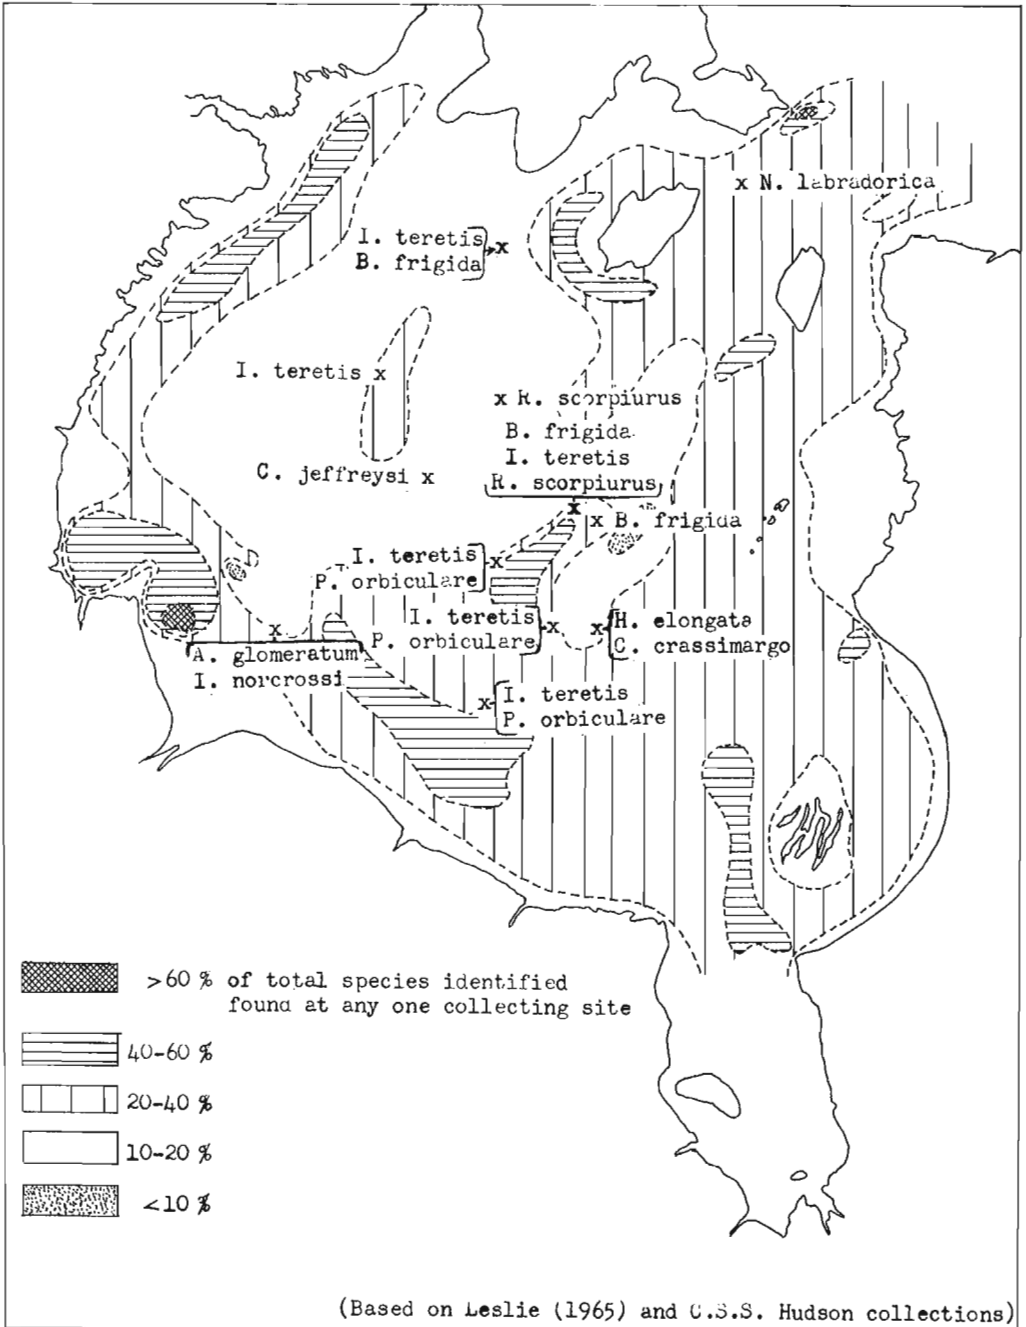 x N. labradorica
I. teretis
B. frigida
x
I. teretis x
x R. scorpiurus
B. frigida
I. teretis
R. scorpiurus
x
C. jeffreysi x
x B. frigida
I. teretis
P. orbiculare
x
I. teretis
P. orbiculare
x
x
H. elongata
C. crassimargo
x
A. glomeratum
I. norcrossi
x
I. teretis
P. orbiculare
>60 % of total species identified
found at any one collecting site
40-60 %
20-40 %
10-20 %
<10 %
(Based on Leslie (1965) and C.S.S. Hudson collections)